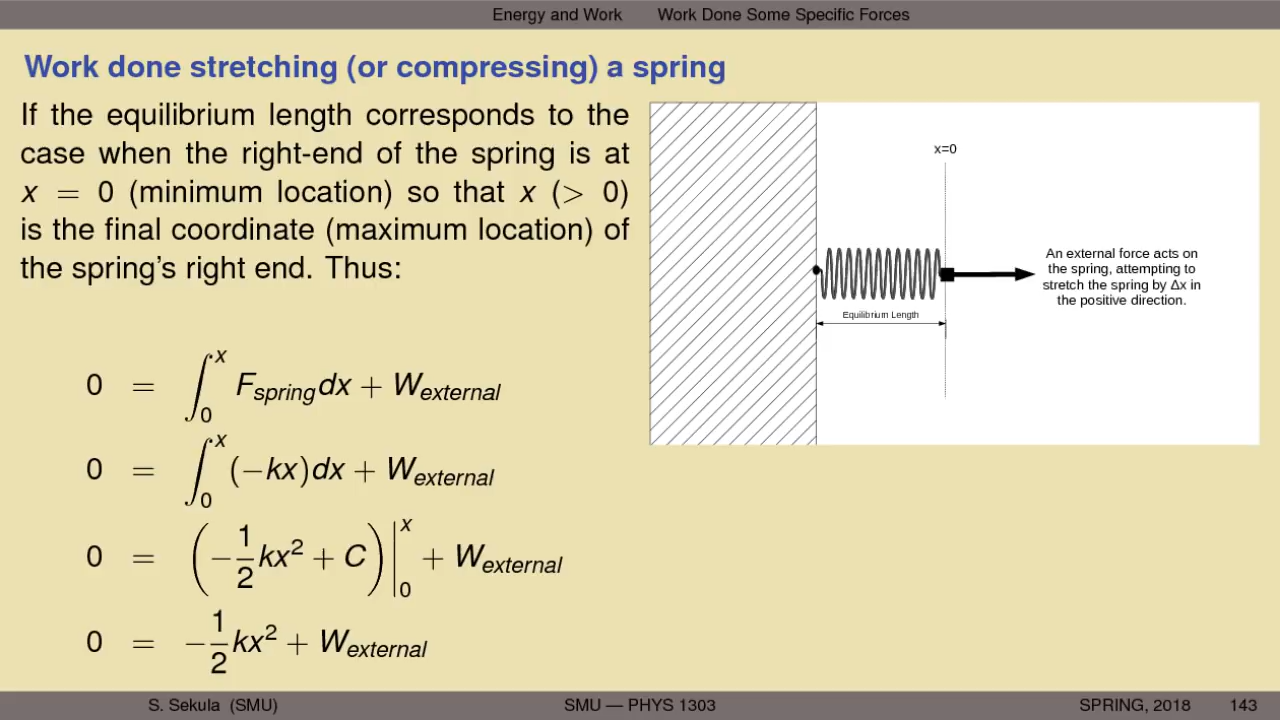 Energy and Work Work Done Some Specific Forces
Work done stretching (or compressing) a spring
If the equilibrium length corresponds to the
case when the right-end of the spring is at
x = 0 (minimum location) so that x (> 0)
is the final coordinate (maximum location) of
the spring's right end. Thus:
0 = ∫₀ˣ F_spring dx + W_external
0 = ∫₀ˣ (−kx)dx + W_external
0 = (−1/2 kx² + C)|₀ˣ + W_external
0 = −1/2 kx² + W_external
x=0
An external force acts on
the spring, attempting to
stretch the spring by Δx in
the positive direction.
Equilibrium Length
S. Sekula (SMU) SMU — PHYS 1303 SPRING, 2018 143